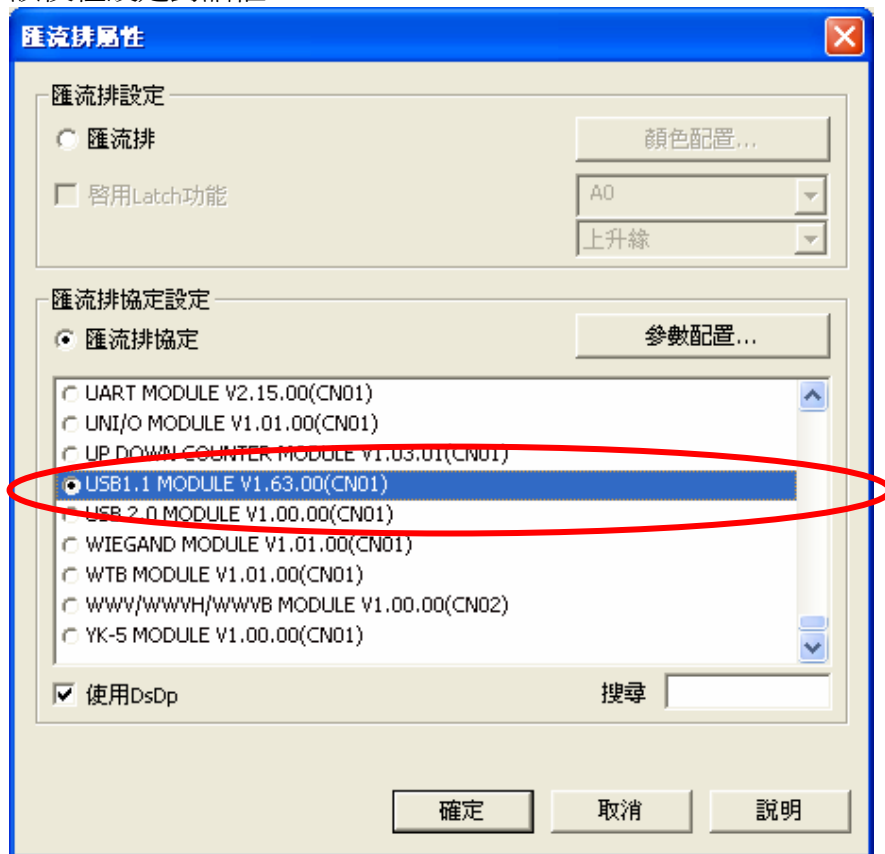 匯流排屬性
匯流排設定
匯流排
顏色配置...
啓用Latch功能
A0
上升緣
匯流排協定設定
匯流排協定
參數配置...
UART MODULE V2.15.00(CN01)
UNI/O MODULE V1.01.00(CN01)
UP DOWN COUNTER MODULE V1.03.01(CN01)
USB1.1 MODULE V1.63.00(CN01)
USB 2.0 MODULE V1.00.00(CN01)
WIEGAND MODULE V1.01.00(CN01)
WTB MODULE V1.01.00(CN01)
WWV/WWVH/WWVB MODULE V1.00.00(CN02)
YK-5 MODULE V1.00.00(CN01)
使用DsDp
搜尋
確定
取消
說明